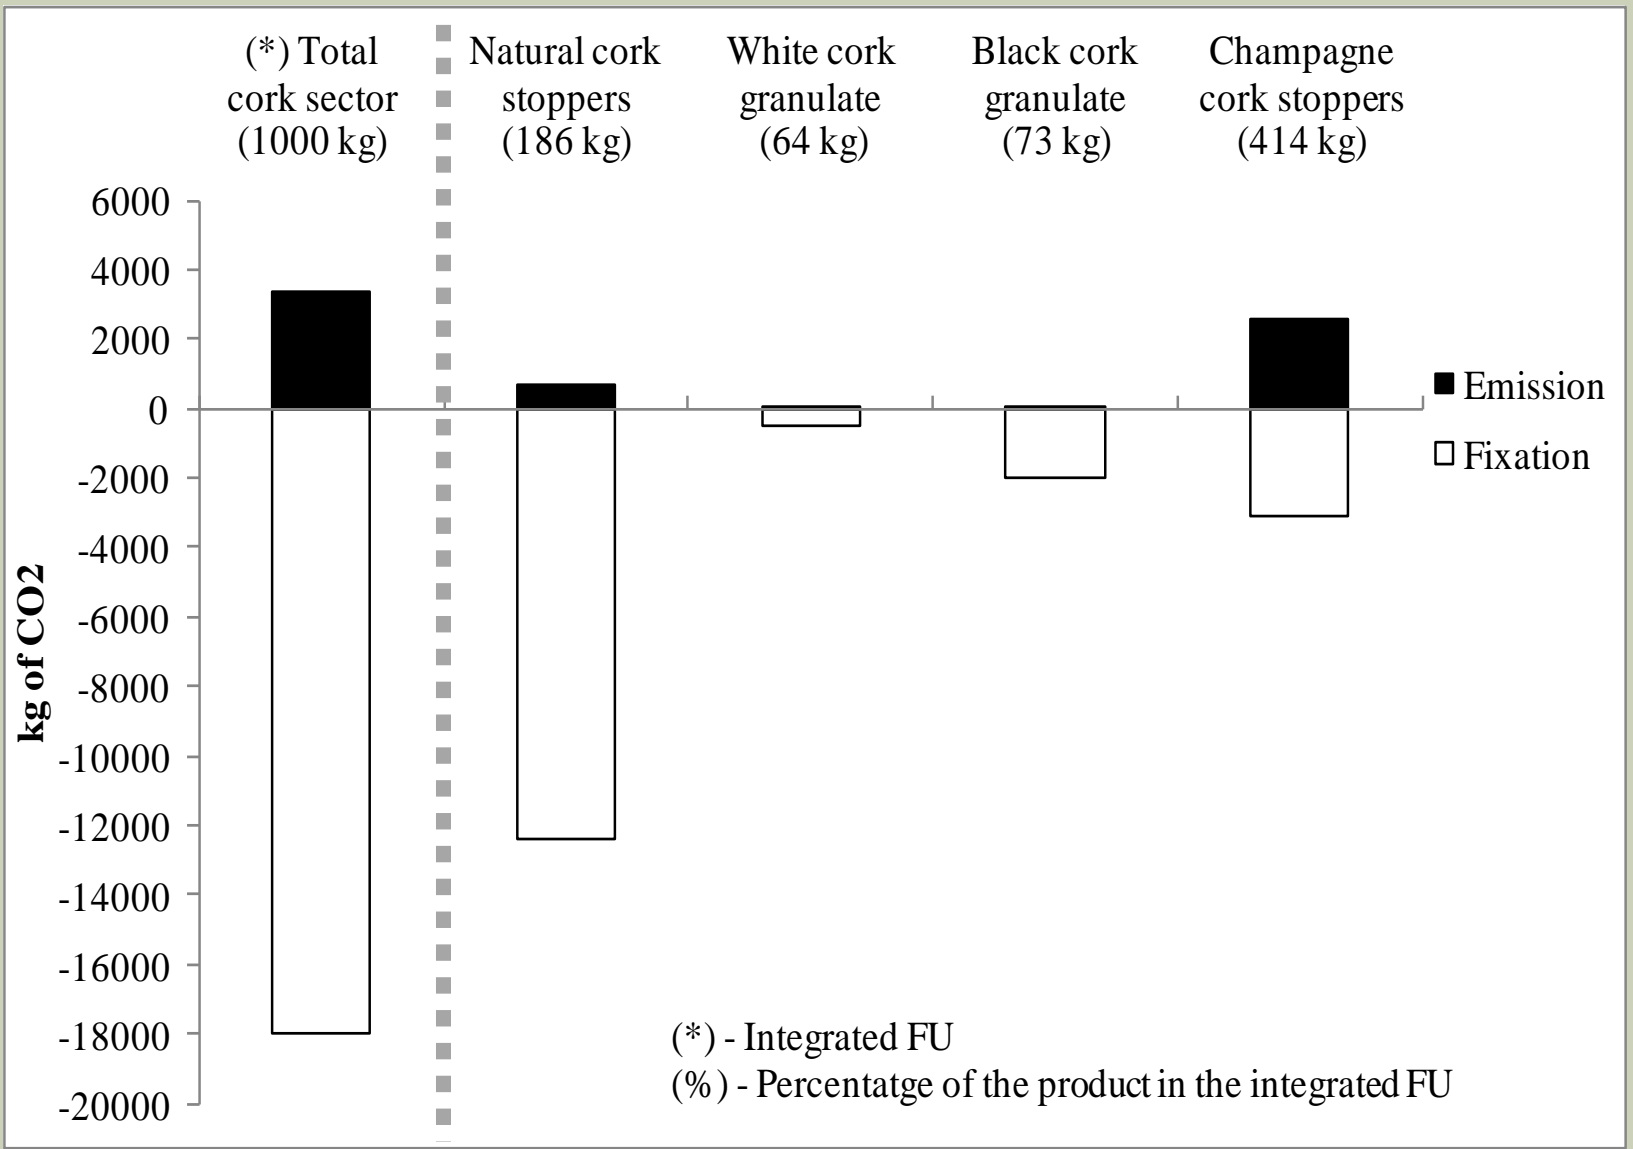 (*) Total
cork sector
(1000 kg)
Natural cork
stoppers
(186 kg)
White cork
granulate
(64 kg)
Black cork
granulate
(73 kg)
Champagne
cork stoppers
(414 kg)
6000
4000
2000
0
-2000
-4000
-6000
-8000
-10000
-12000
-14000
-16000
-18000
-20000
kg of CO2
Emission
Fixation
(*) - Integrated FU
(%) - Percentatge of the product in the integrated FU